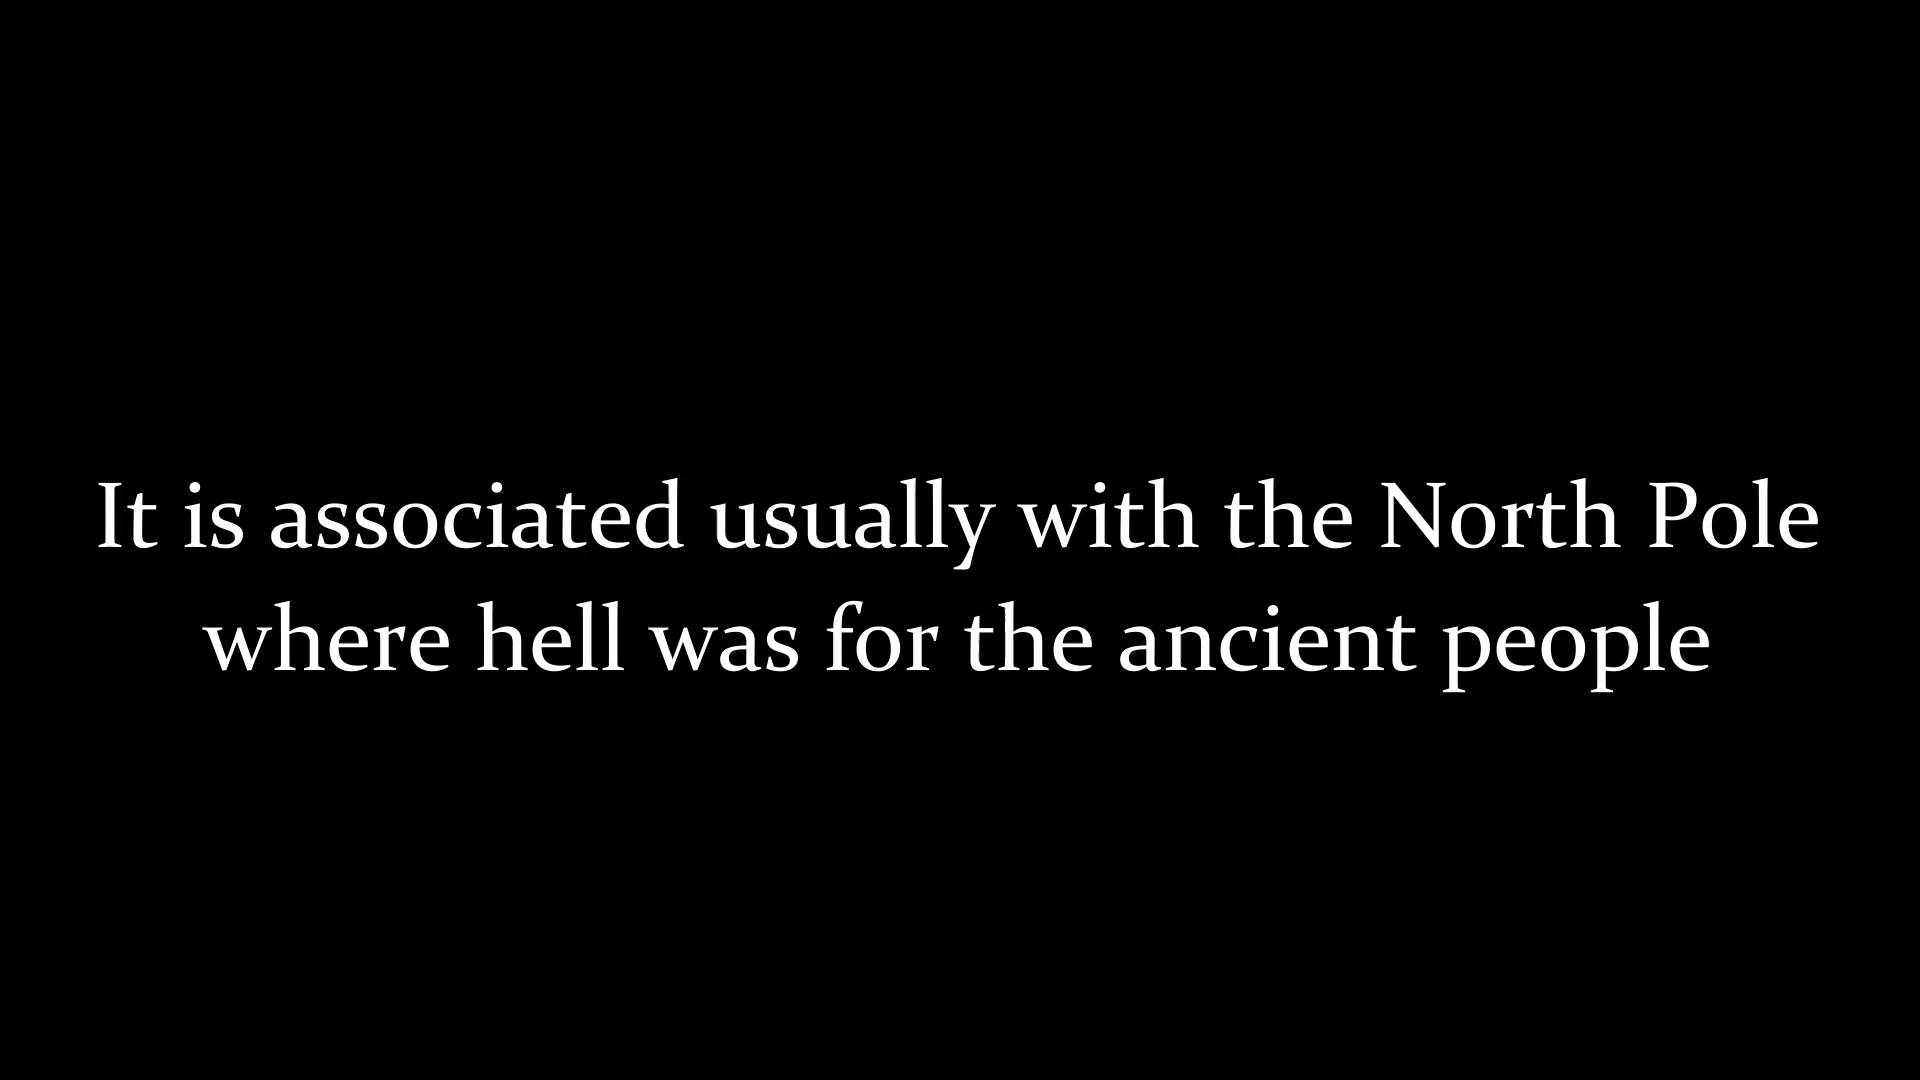 It is associated usually with the North Pole
where hell was for the ancient people